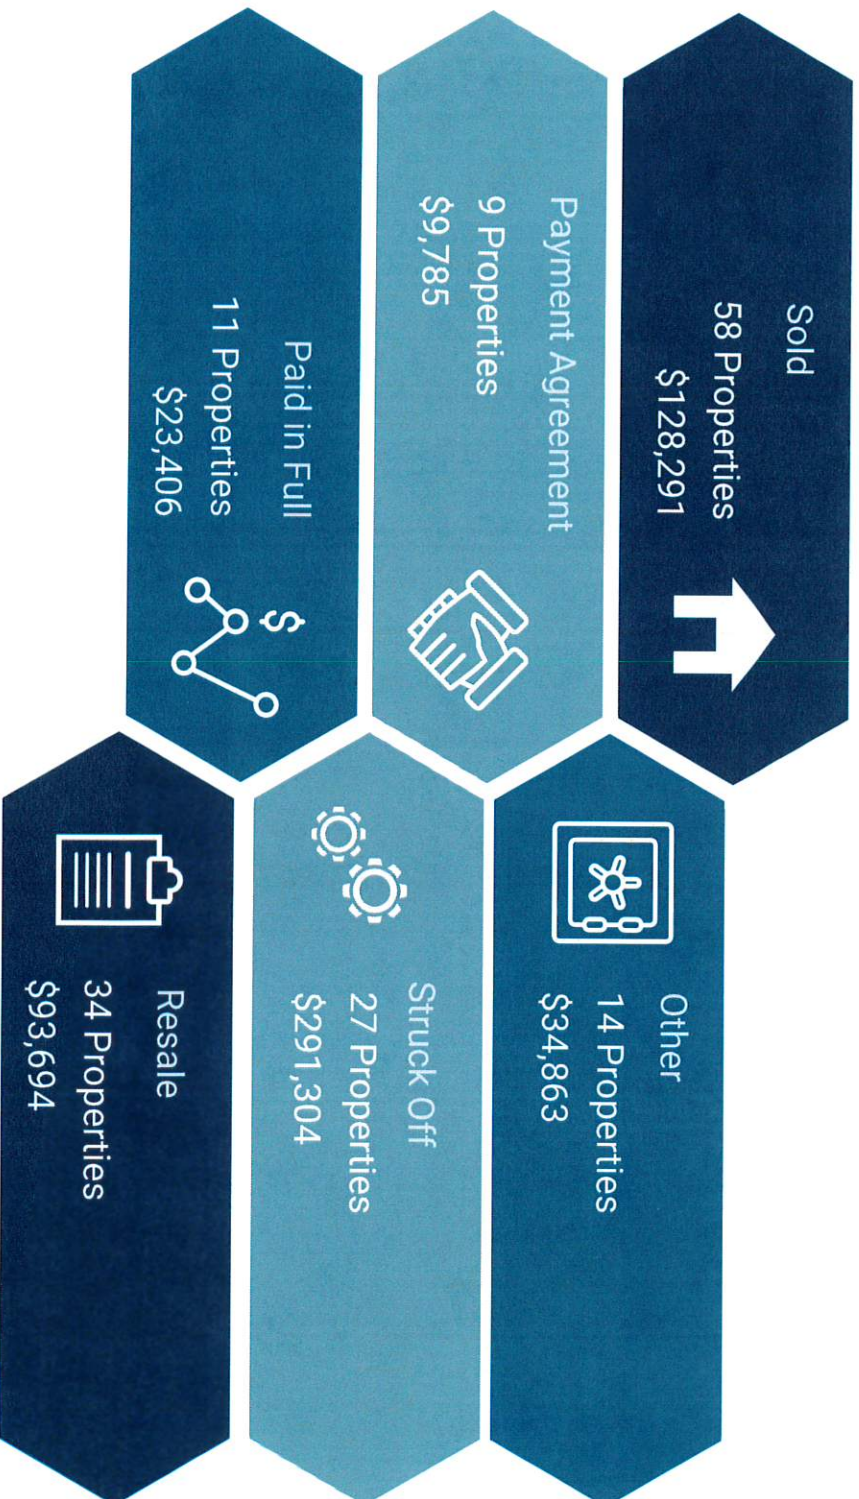 Sold
58 Properties
$128,291
Other
14 Properties
$34,863
Payment Agreement
9 Properties
$9,785
Struck Off
27 Properties
$291,304
$
Paid in Full
11 Properties
$23,406
Resale
34 Properties
$93,694